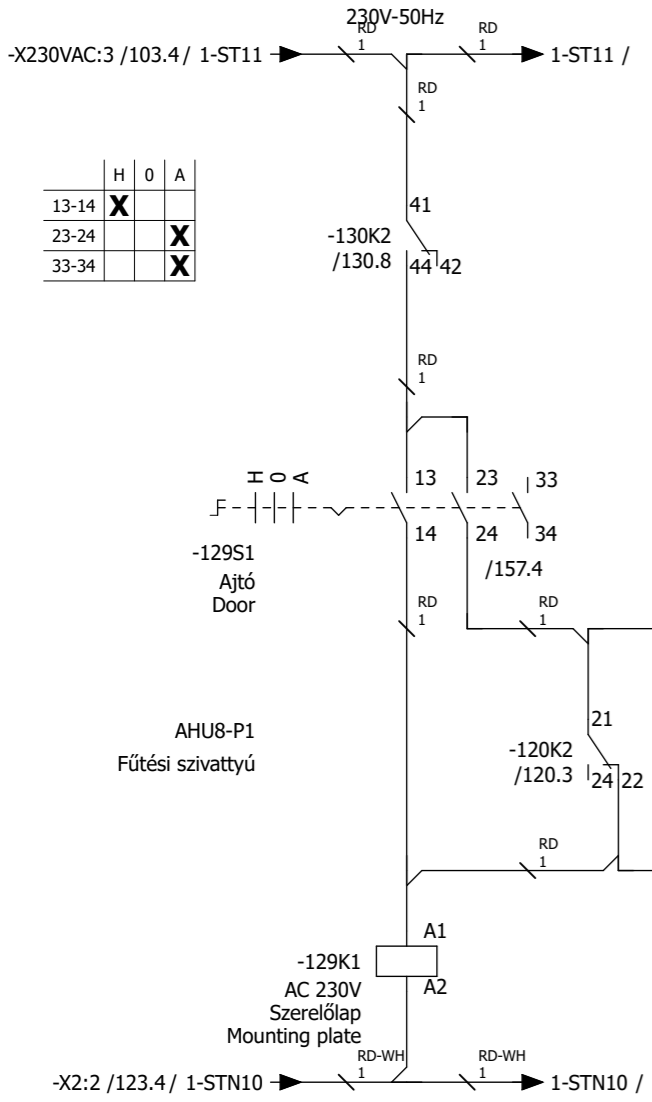 230V-50Hz
-X230VAC:3 /103.4 / 1-ST11
RD
1
RD
1
1-ST11 /
RD
1
H 0 A
13-14 X
23-24 X
33-34 X
41
-130K2
/130.8
44 42
RD
1
H 0 A
13 23 33
14 24 34
-129S1
Ajtó
Door
/157.4
RD
1
RD
1
AHU8-P1
Fűtési szivattyú
21
-120K2
/120.3
24 22
RD
1
A1
-129K1
A2
AC 230V
Szerelőlap
Mounting plate
-X2:2 /123.4 / 1-STN10
RD-WH
1
RD-WH
1
1-STN10 /